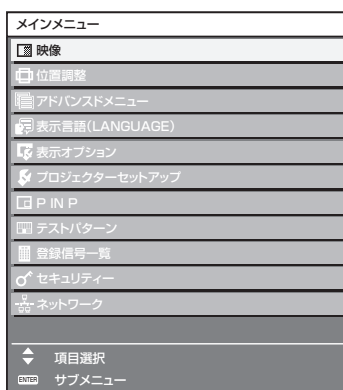 メインメニュー
映像
位置調整
アドバンスドメニュー
表示言語(LANGUAGE)
表示オプション
プロジェクターセットアップ
P IN P
テストパターン
登録信号一覧
セキュリティー
ネットワーク
項目選択
ENTER サブメニュー